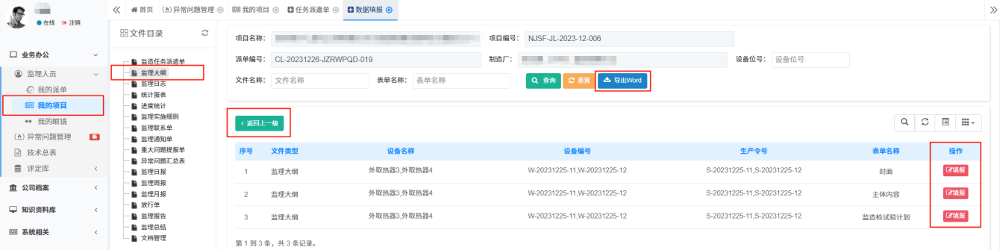 首页 (△) 异常问题管理 我的项目 任务派遣单 数据填报
在线 注销
业务办公
监理人员
我的派单
我的项目
我的眼镜
(△) 异常问题管理
技术总表
评定库
公司档案
知识资料库
系统相关
文件目录
监造任务派遣单
监理大纲
监理日志
统计报表
进度统计
监理实施细则
监理联系单
监理通知单
重大问题提报单
异常问题汇总表
监理日报
监理周报
监理月报
放行单
监理报告
监理总结
文档管理
项目名称: 项目编号: NJSF-JL-2023-12-006
派单编号: CL-20231226-JZRWPQD-019 制造厂: 设备位号: 设备位号
文件名称: 文件名称 表单名称: 表单名称 查询 重置 导出Word
返回上一级
序号 文件类型 设备名称 设备编号 生产令号 表单名称 操作
1 监理大纲 外取热器3,外取热器4 W-20231225-11,W-20231225-12 S-20231225-11,S-20231225-12 封面 填报
2 监理大纲 外取热器3,外取热器4 W-20231225-11,W-20231225-12 S-20231225-11,S-20231225-12 主体内容 填报
3 监理大纲 外取热器3,外取热器4 W-20231225-11,W-20231225-12 S-20231225-11,S-20231225-12 监造检试验计划 填报
第 1 到 3 条，共 3 条记录。